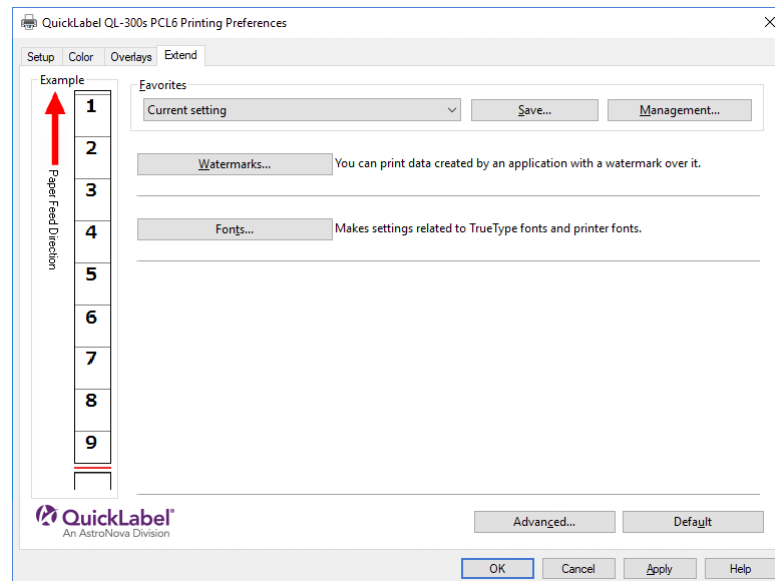 QuickLabel QL-300s PCL6 Printing Preferences
Setup Color Overlays Extend
Example
Favorites
Current setting Save... Management...
1
2
3
4
5
6
7
8
9
Paper Feed Direction
Watermarks... You can print data created by an application with a watermark over it.
Fonts... Makes settings related to TrueType fonts and printer fonts.
QuickLabel®
An AstroNova Division
Advanced... Default
OK Cancel Apply Help